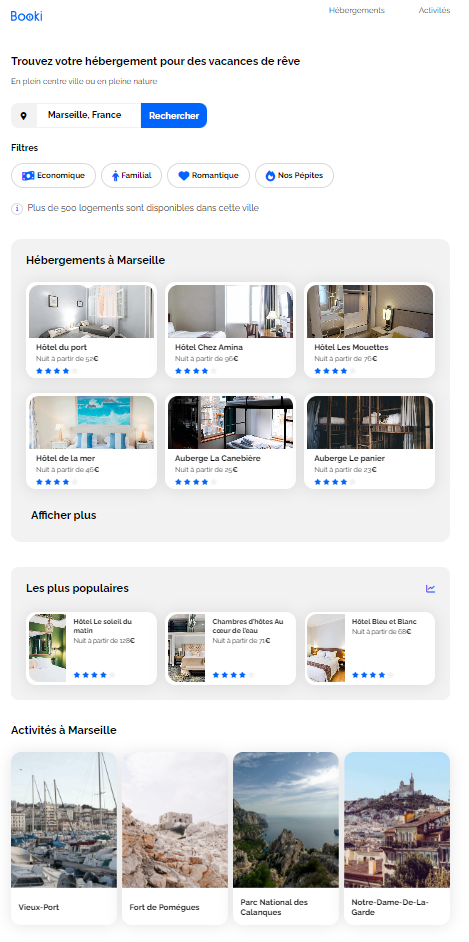 Booki
Hébergements
Activités
Trouvez votre hébergement pour des vacances de rêve
En plein centre ville ou en pleine nature
Marseille, France
Rechercher
Filtres
Economique
Familial
Romantique
Nos Pépites
Plus de 500 logements sont disponibles dans cette ville
Hébergements à Marseille
Hôtel du port
Nuit à partir de 52€
Hôtel Chez Amina
Nuit à partir de 96€
Hôtel Les Mouettes
Nuit à partir de 76€
Hôtel de la mer
Nuit à partir de 46€
Auberge La Canebière
Nuit à partir de 25€
Auberge Le panier
Nuit à partir de 23€
Afficher plus
Les plus populaires
Hôtel Le soleil du
matin
Nuit à partir de 128€
Chambres d'hôtes Au
cœur de l'eau
Nuit à partir de 71€
Hôtel Bleu et Blanc
Nuit à partir de 68€
Activités à Marseille
Vieux-Port
Fort de Pomégues
Parc National des
Calanques
Notre-Dame-De-La-
Garde